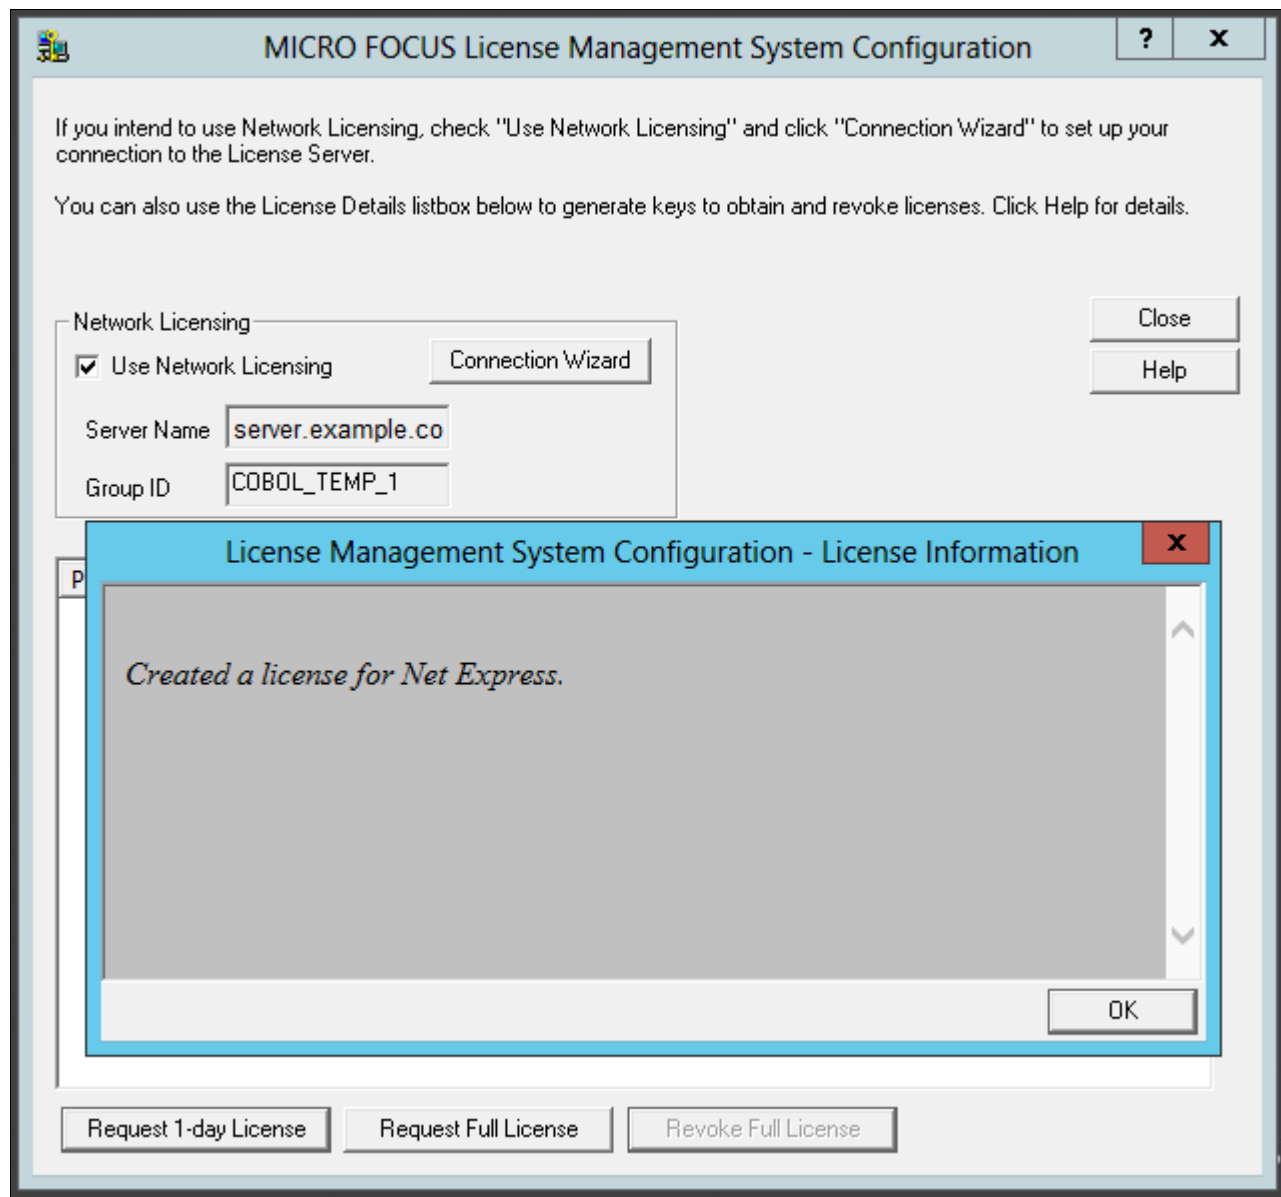 MICRO FOCUS License Management System Configuration
? x
If you intend to use Network Licensing, check "Use Network Licensing" and click "Connection Wizard" to set up your
connection to the License Server.
You can also use the License Details listbox below to generate keys to obtain and revoke licenses. Click Help for details.
Network Licensing
Close
Use Network Licensing
Connection Wizard
Help
Server Name server.example.co
Group ID COBOL_TEMP_1
License Management System Configuration - License Information
x
P
Created a license for Net Express.
OK
Request 1-day License
Request Full License
Revoke Full License